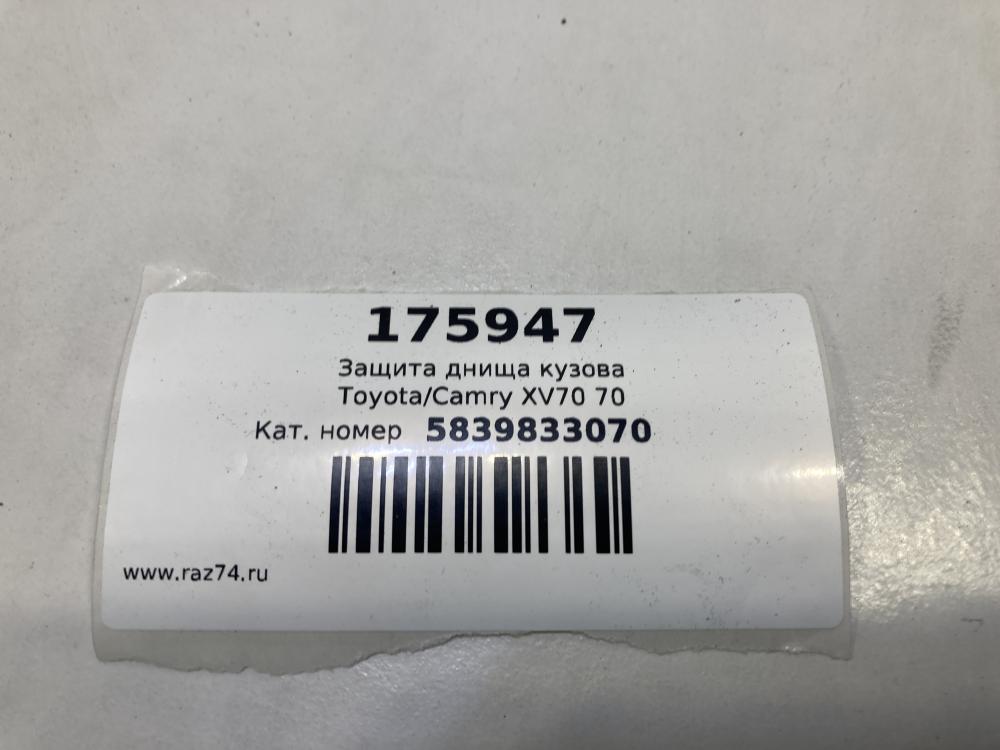 175947
Защита днища кузова
Toyota/Camry XV70 70
Кат. номер 5839833070
www.raz74.ru